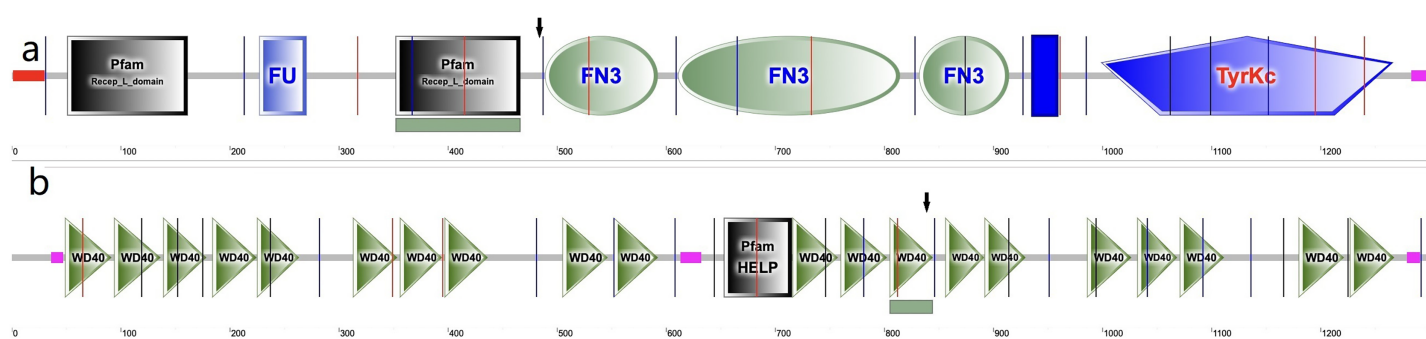 a
Pfam Recep_L_domain FU Pfam Recep_L_domain FN3 FN3 FN3 TyrKc
0 100 200 300 400 500 600 700 800 900 1000 1100 1200
b
WD40 WD40 WD40 WD40 WD40 WD40 WD40 WD40 WD40 WD40 Pfam HELP WD40 WD40 WD40 WD40 WD40 WD40 WD40 WD40 WD40 WD40
0 100 200 300 400 500 600 700 800 900 1000 1100 1200